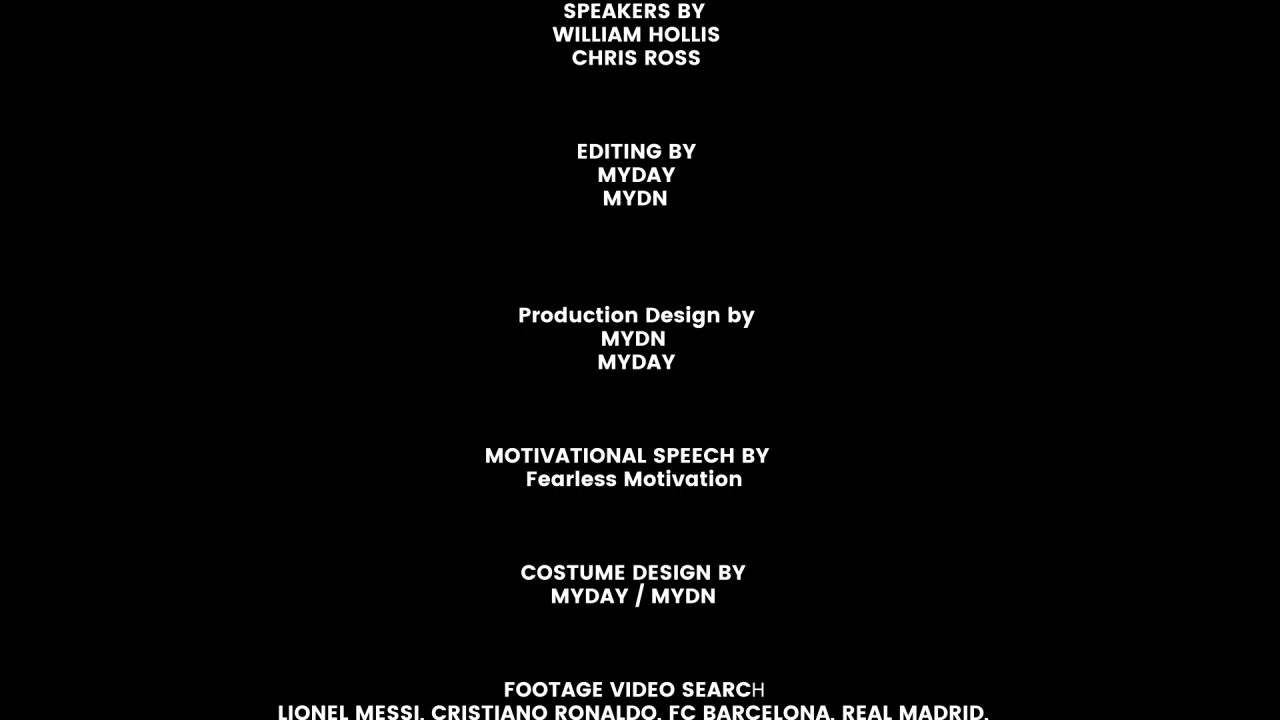 SPEAKERS BY
WILLIAM HOLLIS
CHRIS ROSS
EDITING BY
MYDAY
MYDN
Production Design by
MYDN
MYDAY
MOTIVATIONAL SPEECH BY
Fearless Motivation
COSTUME DESIGN BY
MYDAY / MYDN
FOOTAGE VIDEO SEARCH
LIONEL MESSI, CRISTIANO RONALDO, FC BARCELONA, REAL MADRID,